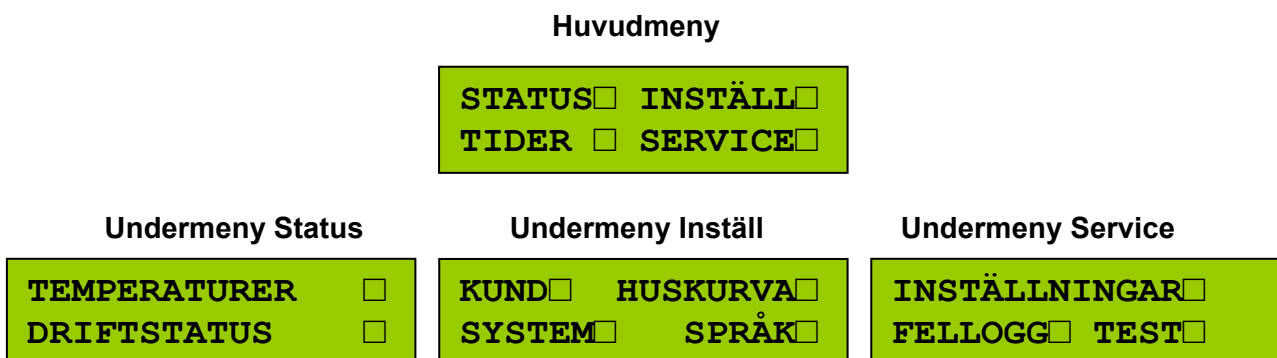 Huvudmeny
STATUS□ INSTÄLL□
TIDER □ SERVICE□
Undermeny Status
TEMPERATURER □
DRIFTSTATUS □
Undermeny Inställ
KUND□ HUSKURVA□
SYSTEM□ SPRÅK□
Undermeny Service
INSTÄLLNINGAR□
FELLOGG□ TEST□